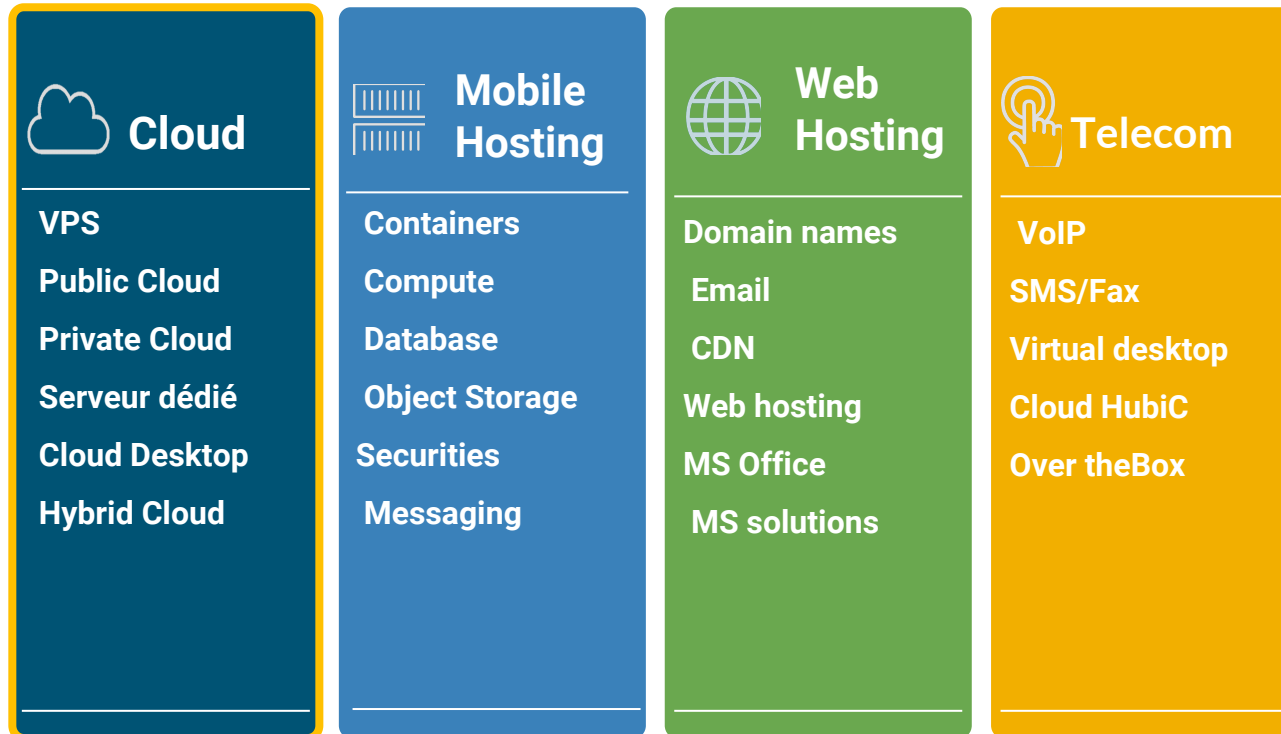 Cloud
VPS
Public Cloud
Private Cloud
Serveur dédié
Cloud Desktop
Hybrid Cloud
Mobile
Hosting
Containers
Compute
Database
Object Storage
Securities
Messaging
Web
Hosting
Domain names
Email
CDN
Web hosting
MS Office
MS solutions
Telecom
VoIP
SMS/Fax
Virtual desktop
Cloud HubiC
Over theBox